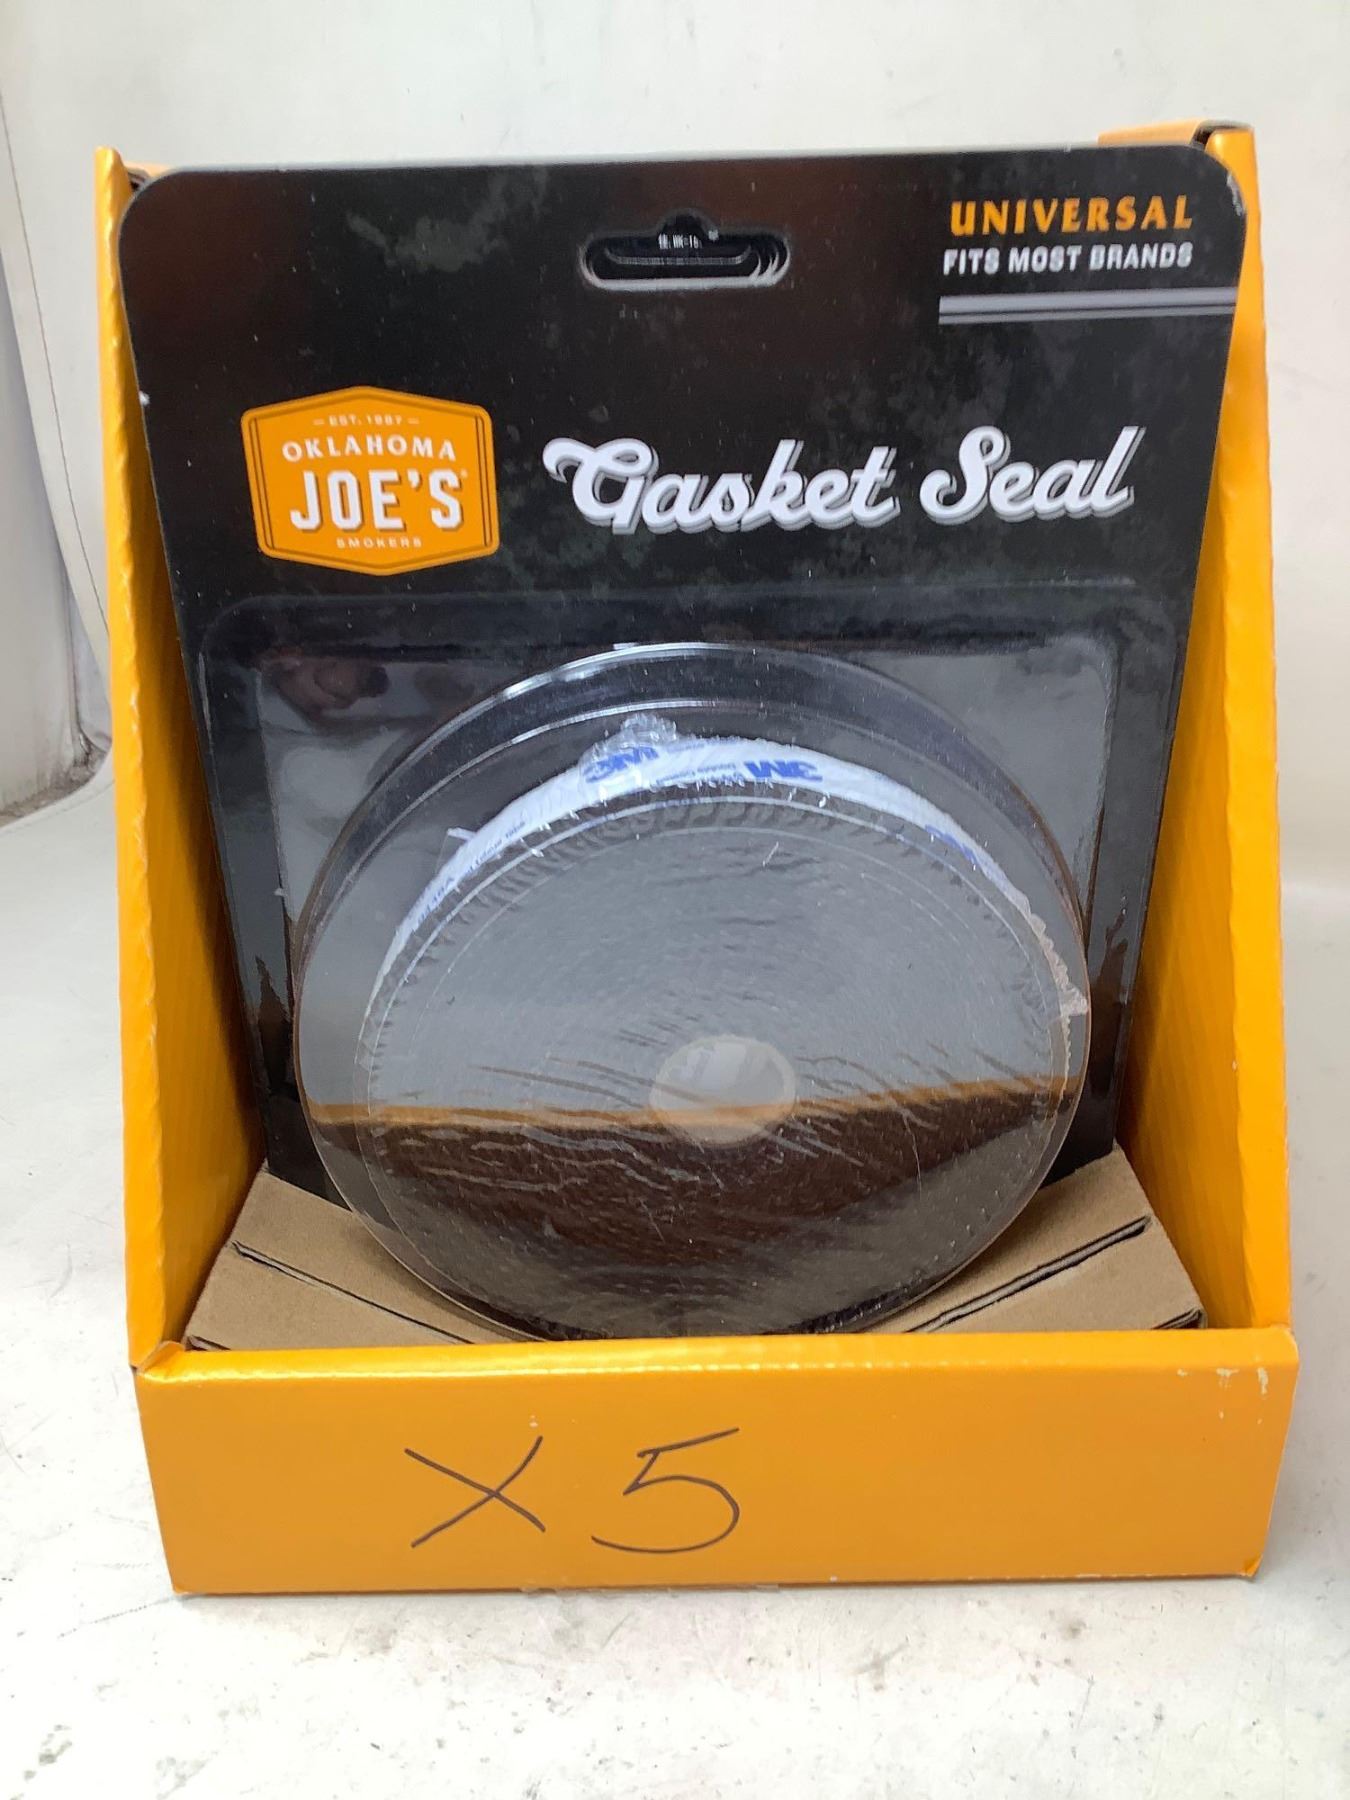 UNIVERSAL
FITS MOST BRANDS
EST. 1987
OKLAHOMA
JOE'S®
SMOKERS
Gasket Seal
3M
X5